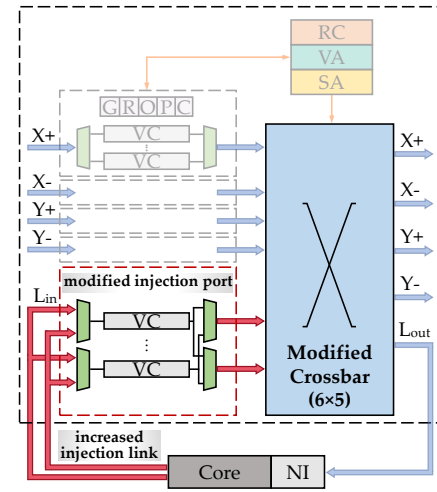 RC
VA
SA
G R O P C
X+
VC
VC
X-
Y+
Y-
X+
X-
Y+
Y-
modified injection port
L_in
VC
VC
Modified
Crossbar
(6×5)
L_out
increased
injection link
Core
NI